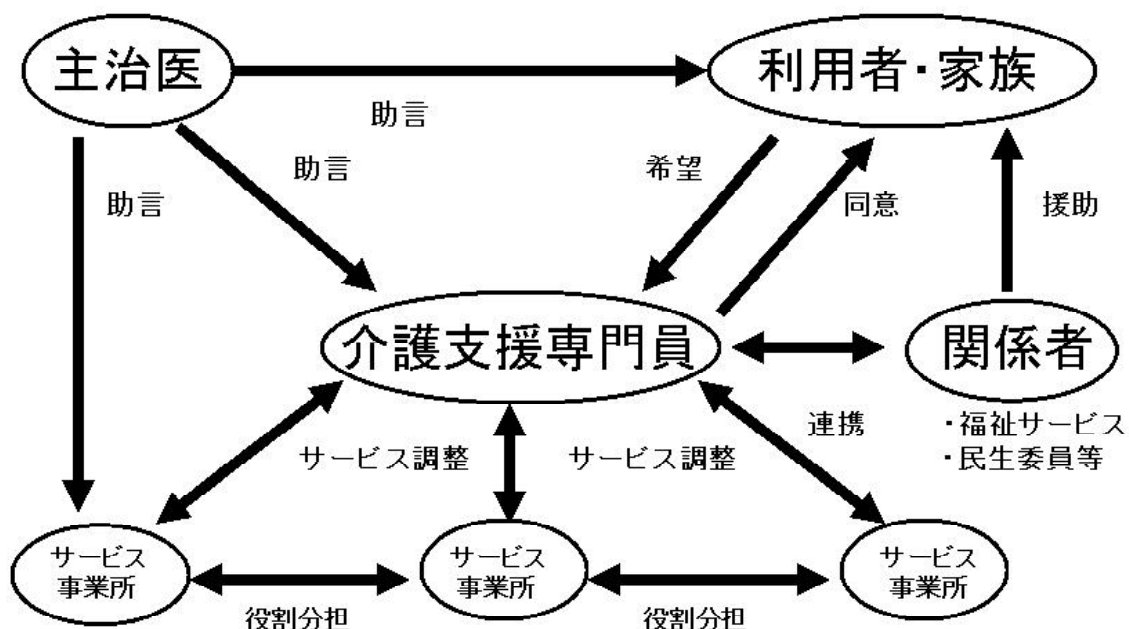 主治医
利用者・家族
助言
助言
希望
助言
同意
援助
介護支援専門員
関係者
連携
・福祉サービス
・民生委員等
サービス調整
サービス調整
サービス
事業所
サービス
事業所
サービス
事業所
役割分担
役割分担